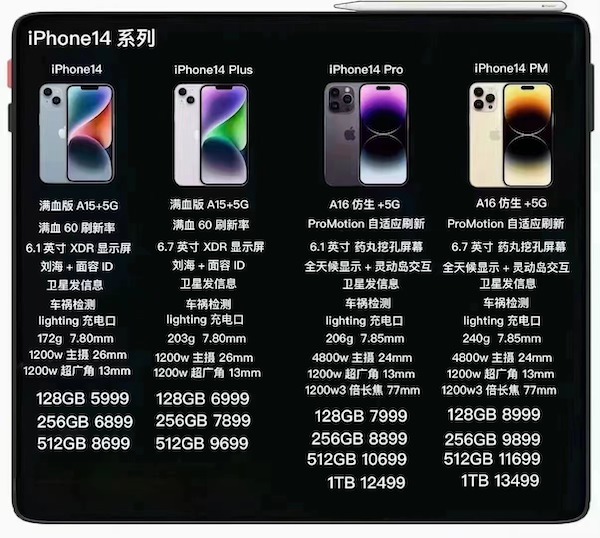 iPhone14 系列
iPhone14
满血版 A15+5G
满血 60 刷新率
6.1 英寸 XDR 显示屏
刘海 + 面容 ID
卫星发信息
车祸检测
lighting 充电口
172g 7.80mm
1200w 主摄 26mm
1200w 超广角 13mm
128GB 5999
256GB 6899
512GB 8699
iPhone14 Plus
满血版 A15+5G
满血 60 刷新率
6.7 英寸 XDR 显示屏
刘海 + 面容 ID
卫星发信息
车祸检测
lighting 充电口
203g 7.80mm
1200w 主摄 26mm
1200w 超广角 13mm
128GB 6999
256GB 7899
512GB 9699
iPhone14 Pro
A16 仿生 +5G
ProMotion 自适应刷新
6.1 英寸 药丸挖孔屏幕
全天候显示 + 灵动岛交互
卫星发信息
车祸检测
lighting 充电口
206g 7.85mm
4800w 主摄 24mm
1200w 超广角 13mm
1200w3 倍长焦 77mm
128GB 7999
256GB 8899
512GB 10699
1TB 12499
iPhone14 PM
A16 仿生 +5G
ProMotion 自适应刷新
6.7 英寸 药丸挖孔屏幕
全天候显示 + 灵动岛交互
卫星发信息
车祸检测
lighting 充电口
240g 7.85mm
4800w 主摄 24mm
1200w 超广角 13mm
1200w3 倍长焦 77mm
128GB 8999
256GB 9899
512GB 11699
1TB 13499